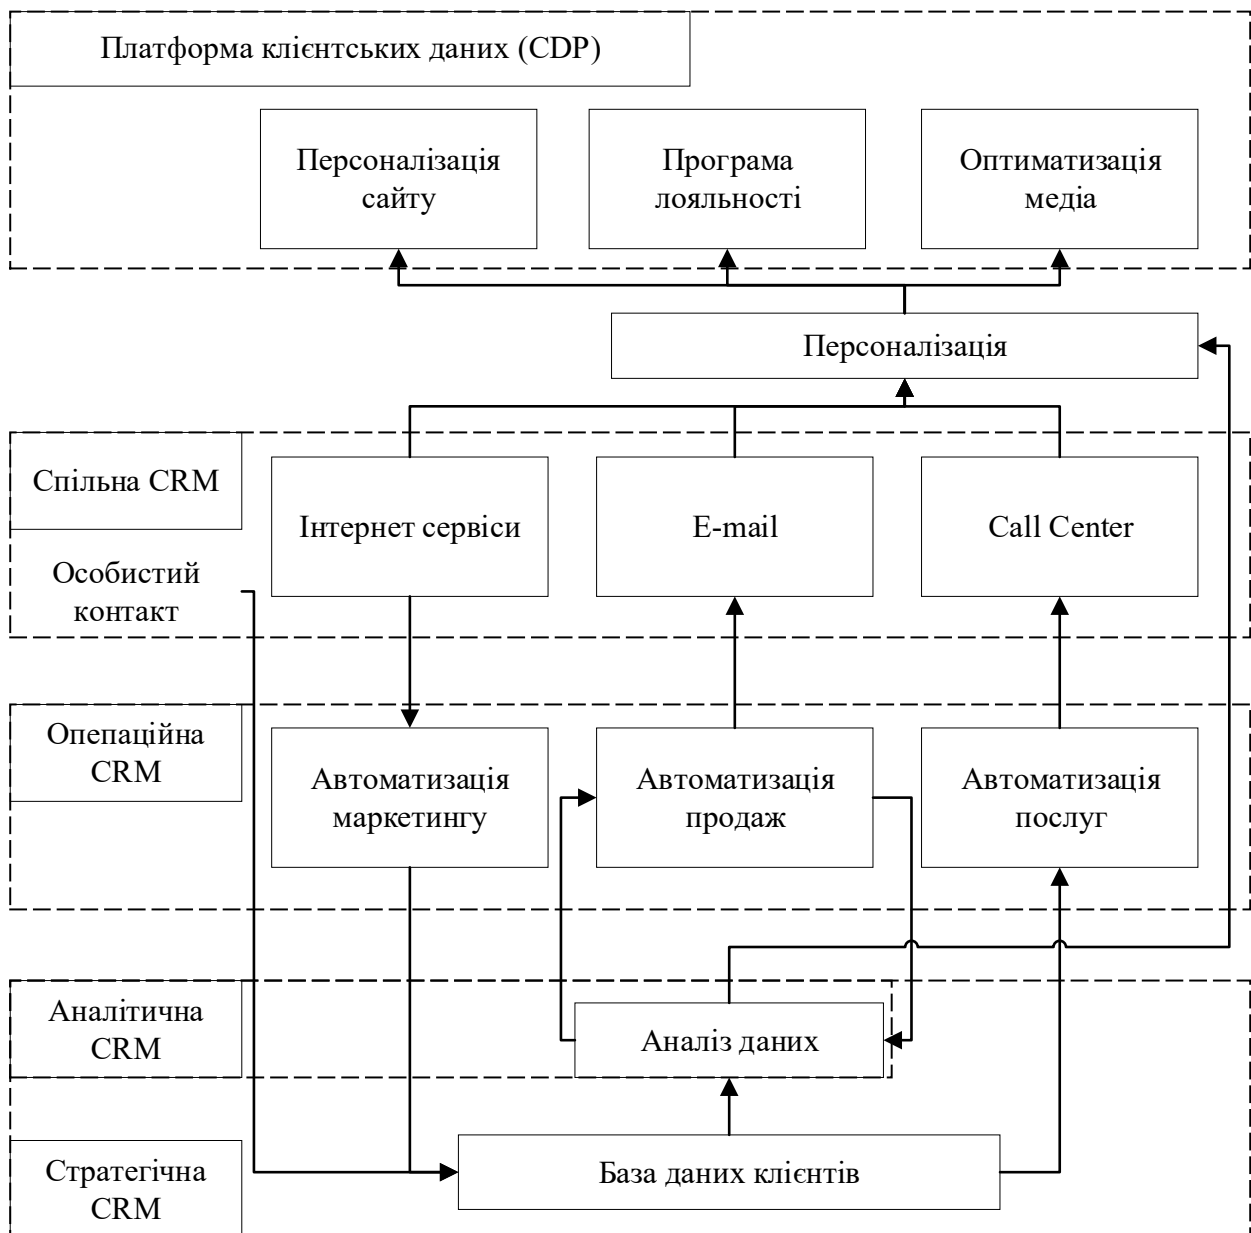 Платформа клієнтських даних (CDP)
Персоналізація
сайту
Програма
лояльності
Оптиматизація
медіа
Персоналізація
Спільна CRM
Інтернет сервіси
E-mail
Call Center
Особистий
контакт
Опепаційна
CRM
Автоматизація
маркетингу
Автоматизація
продаж
Автоматизація
послуг
Аналітична
CRM
Аналіз даних
Стратегічна
CRM
База даних клієнтів